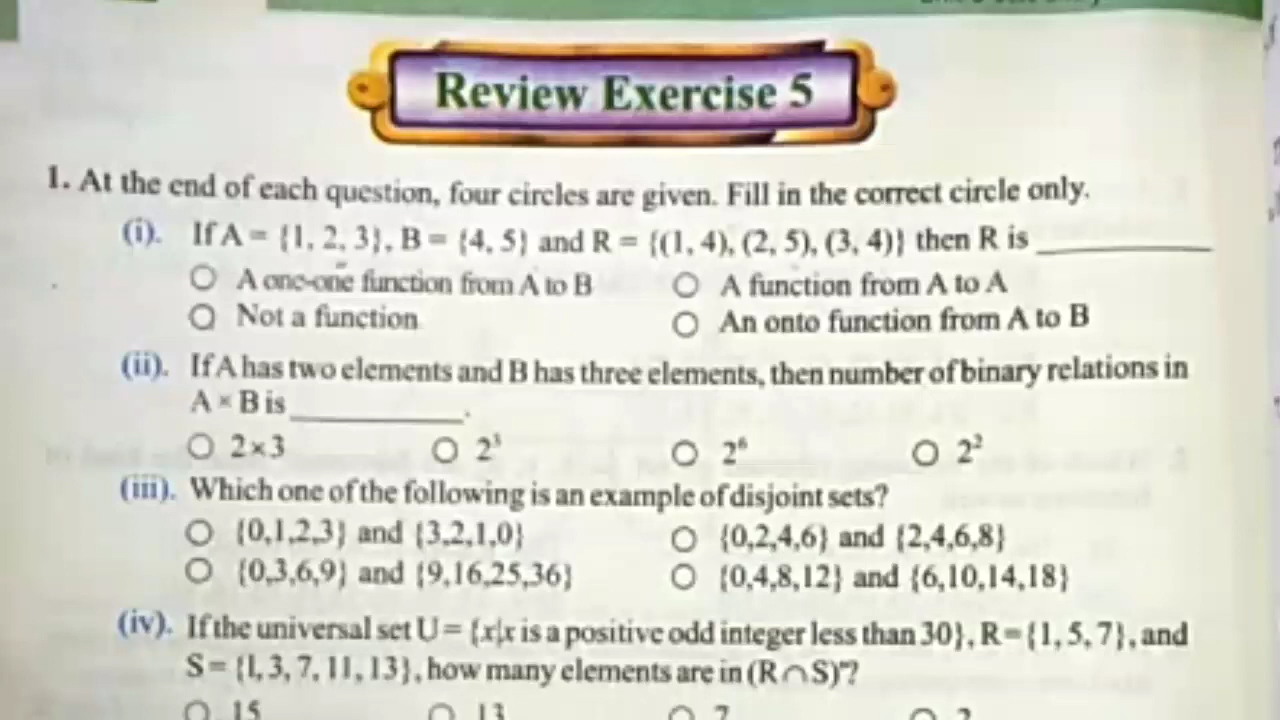 Review Exercise 5
1. At the end of each question, four circles are given. Fill in the correct circle only.
(i). If A = {1, 2, 3}, B = {4, 5} and R = {(1, 4), (2, 5), (3, 4)} then R is ________
A one-one function from A to B
A function from A to A
Not a function
An onto function from A to B
(ii). If A has two elements and B has three elements, then number of binary relations in
A × B is ________.
2×3 2³ 2⁶ 2²
(iii). Which one of the following is an example of disjoint sets?
{0,1,2,3} and {3,2,1,0} {0,2,4,6} and {2,4,6,8}
{0,3,6,9} and {9,16,25,36} {0,4,8,12} and {6,10,14,18}
(iv). If the universal set U = {x|x is a positive odd integer less than 30}, R={1, 5, 7}, and
S= {1, 3, 7, 11, 13}, how many elements are in (R∩S)'?
15 13